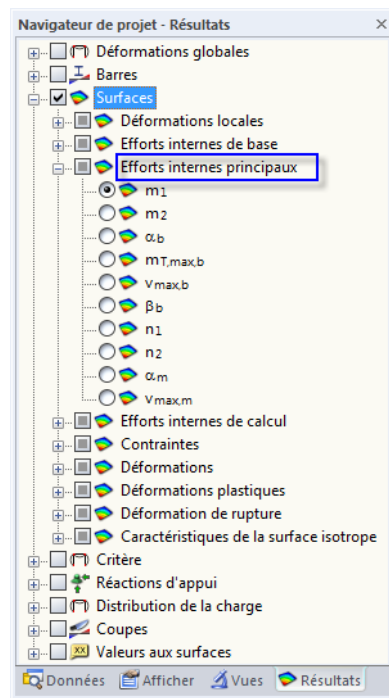 Navigateur de projet - Résultats
Déformations globales
Barres
Surfaces
Déformations locales
Efforts internes de base
Efforts internes principaux
m1
m2
αb
mT,max,b
vmax,b
βb
n1
n2
αm
vmax,m
Efforts internes de calcul
Contraintes
Déformations
Déformations plastiques
Déformation de rupture
Caractéristiques de la surface isotrope
Critère
Réactions d'appui
Distribution de la charge
Coupes
Valeurs aux surfaces
Données Afficher Vues Résultats